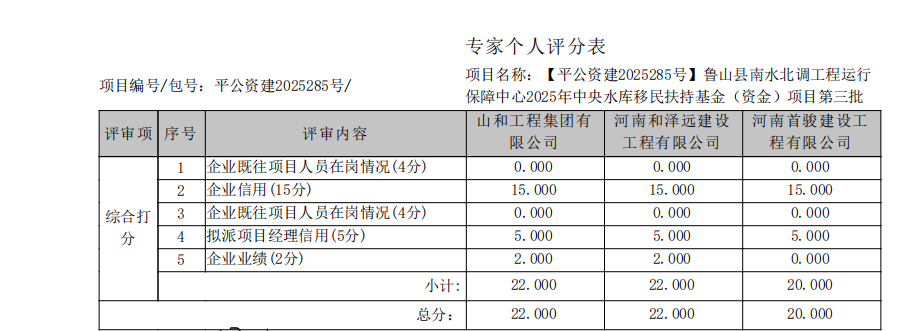 专家个人评分表
项目编号/包号: 平公资建2025285号/
项目名称: 【平公资建2025285号】鲁山县南水北调工程运行
保障中心2025年中央水库移民扶持基金（资金）项目第三批
评审项 序号 评审内容 山和工程集团有限公司 河南和泽远建设工程有限公司 河南首骏建设工程有限公司
综合打分
1 企业既往项目人员在岗情况(4分) 0.000 0.000 0.000
2 企业信用(15分) 15.000 15.000 15.000
3 企业既往项目人员在岗情况(4分) 0.000 0.000 0.000
4 拟派项目经理信用(5分) 5.000 5.000 5.000
5 企业业绩(2分) 2.000 2.000 0.000
小计: 22.000 22.000 20.000
总分: 22.000 22.000 20.000